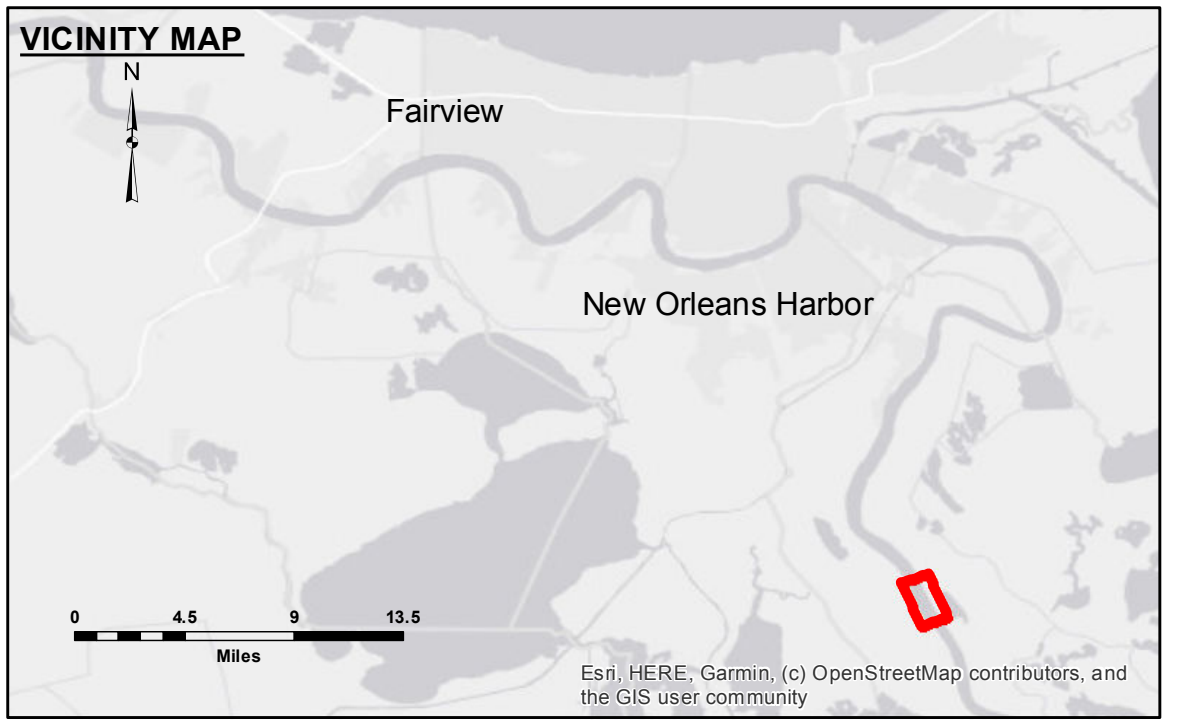 VICINITY MAP
N
Fairview
New Orleans Harbor
0 4.5 9 13.5
Miles
Esri, HERE, Garmin, (c) OpenStreetMap contributors, and
the GIS user community